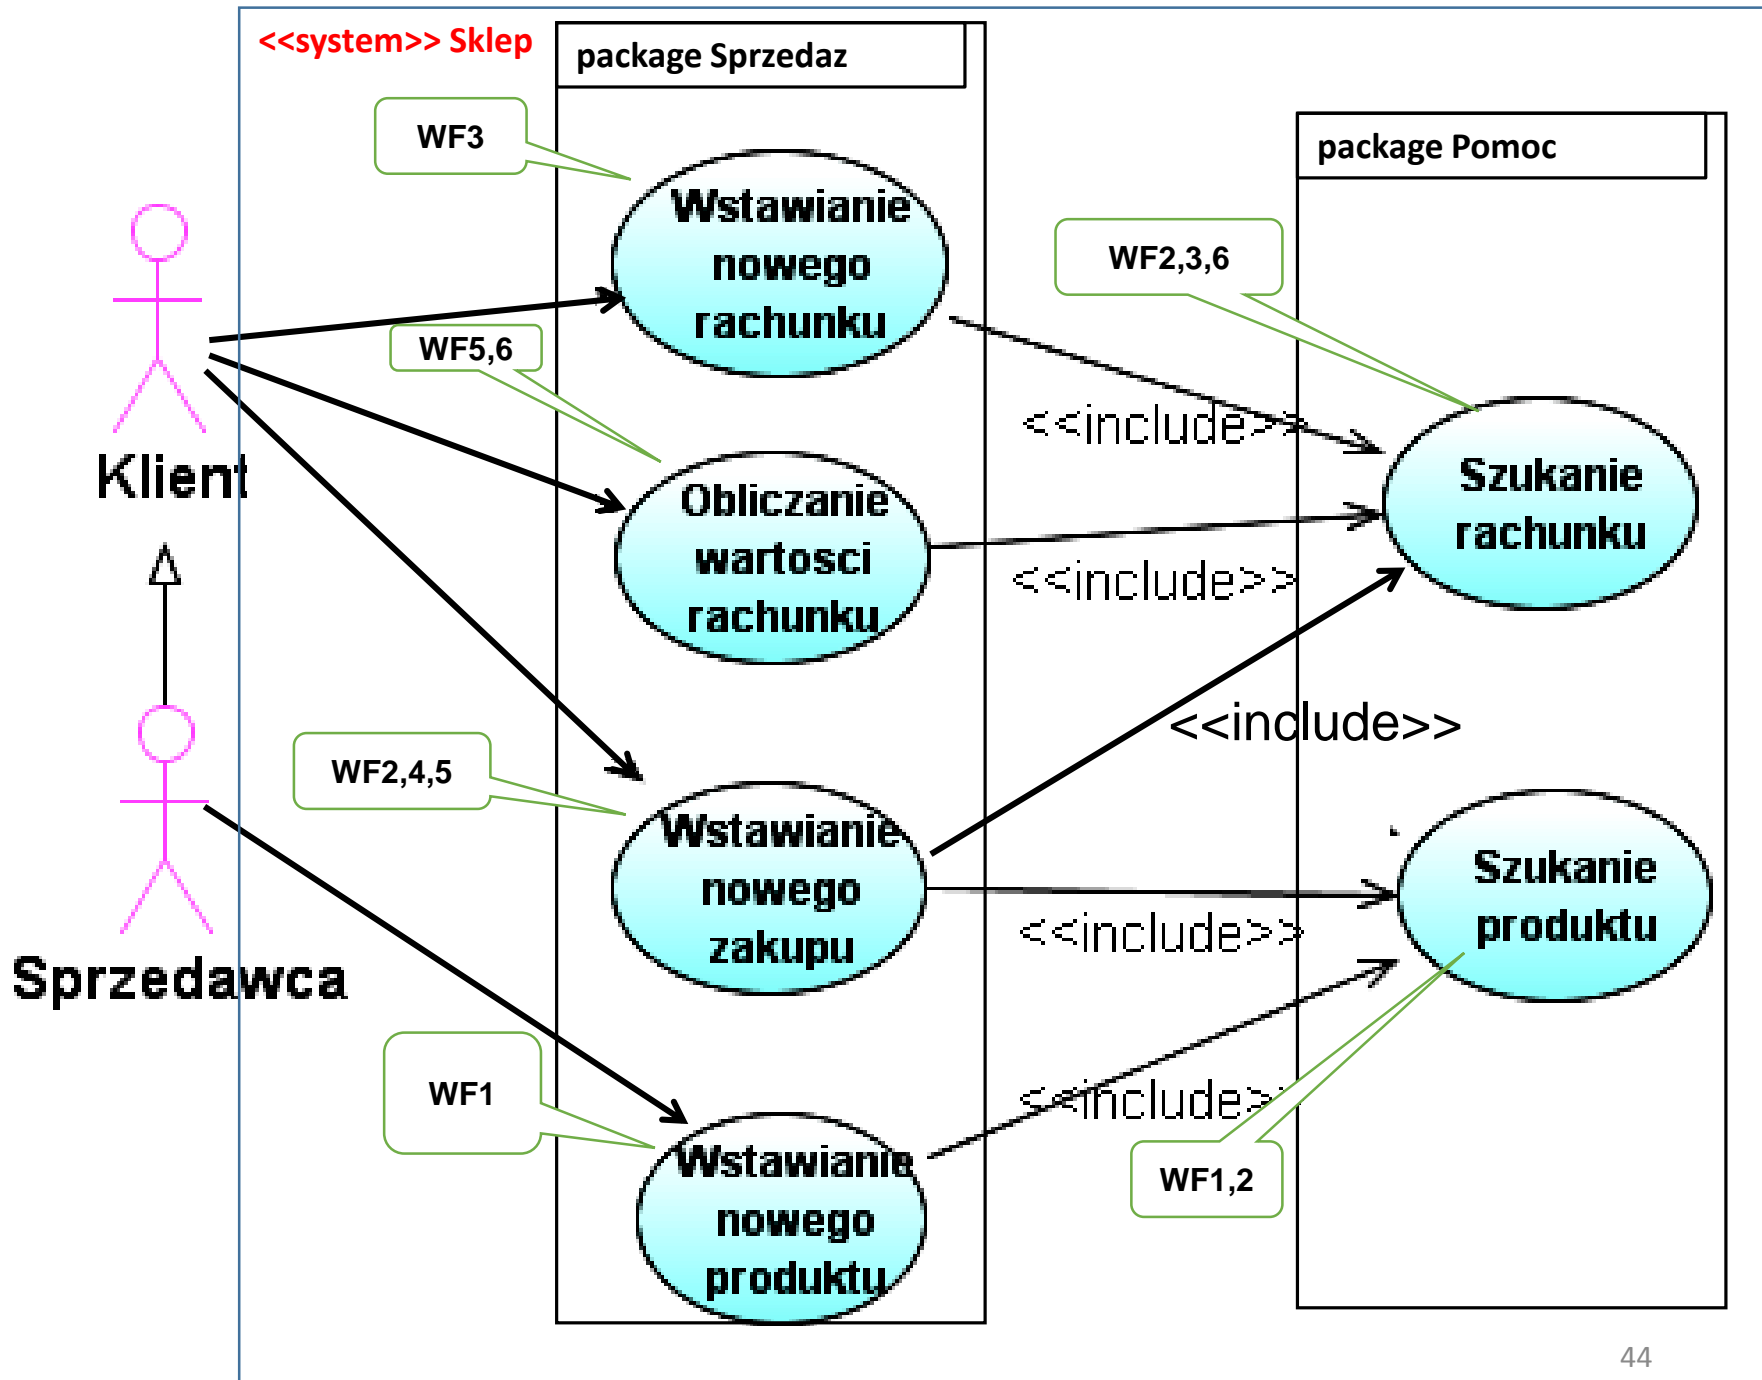 <<system>> Sklep
package Sprzedaz
WF3
package Pomoc
Wstawianie
nowego
rachunku
WF2,3,6
WF5,6
<<include>>
Klient
Obliczanie
wartosci
rachunku
Szukanie
rachunku
<<include>>
<<include>>
WF2,4,5
Wstawianie
nowego
zakupu
Szukanie
produktu
<<include>>
Sprzedawca
WF1
<<include>
Wstawianie
nowego
produktu
WF1,2
44